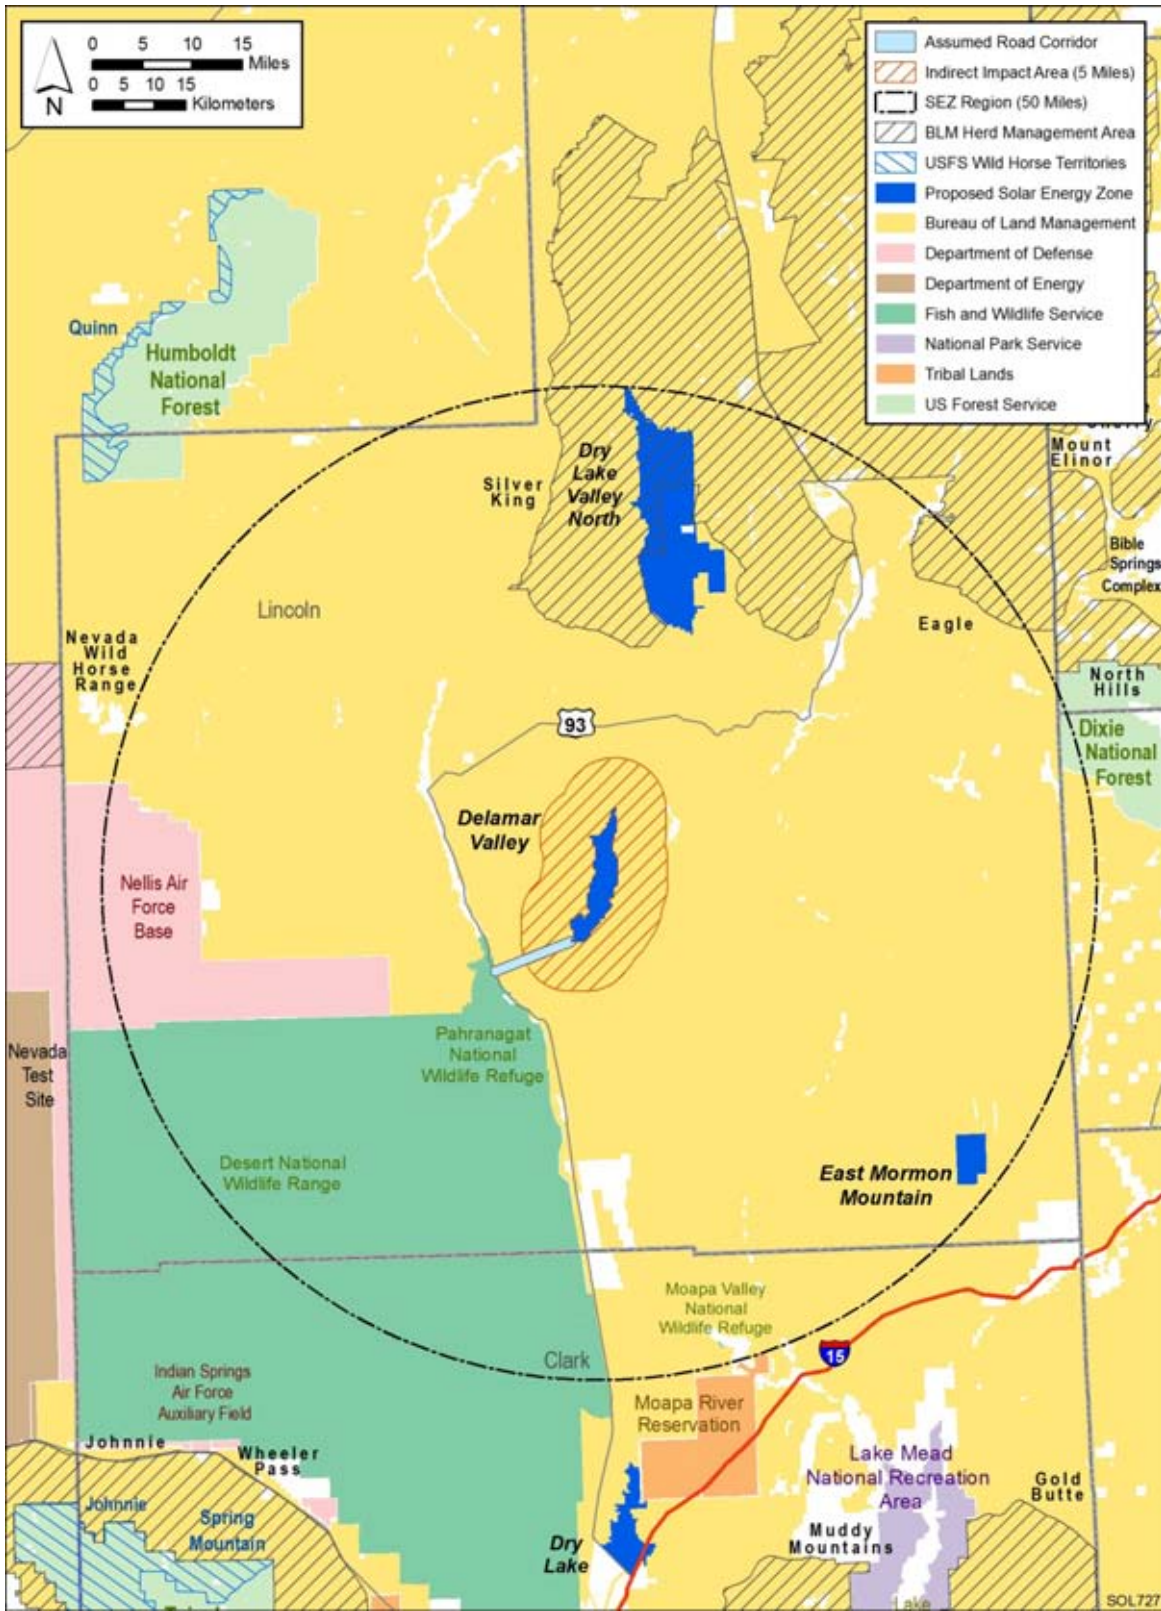 0 5 10 15
Miles
0 5 10 15
Kilometers
N
Assumed Road Corridor
Indirect Impact Area (5 Miles)
SEZ Region (50 Miles)
BLM Herd Management Area
USFS Wild Horse Territories
Proposed Solar Energy Zone
Bureau of Land Management
Department of Defense
Department of Energy
Fish and Wildlife Service
National Park Service
Tribal Lands
US Forest Service
Quinn
Humboldt
National
Forest
Mount
Elinor
Silver
King
Dry
Lake
Valley
North
Bible
Springs
Complex
Lincoln
Eagle
Nevada
Wild
Horse
Range
North
Hills
93
Dixie
National
Forest
Delamar
Valley
Nellis Air
Force
Base
Pahranagat
National
Wildlife Refuge
Nevada
Test
Site
Desert National
Wildlife Range
East Mormon
Mountain
Moapa Valley
National
Wildlife Refuge
15
Clark
Indian Springs
Air Force
Auxiliary Field
Moapa River
Reservation
Johnnie
Wheeler
Pass
Lake Mead
National Recreation
Area
Gold
Butte
Johnnie
Spring
Mountain
Muddy
Mountains
Dry
Lake
Lake
SOL727